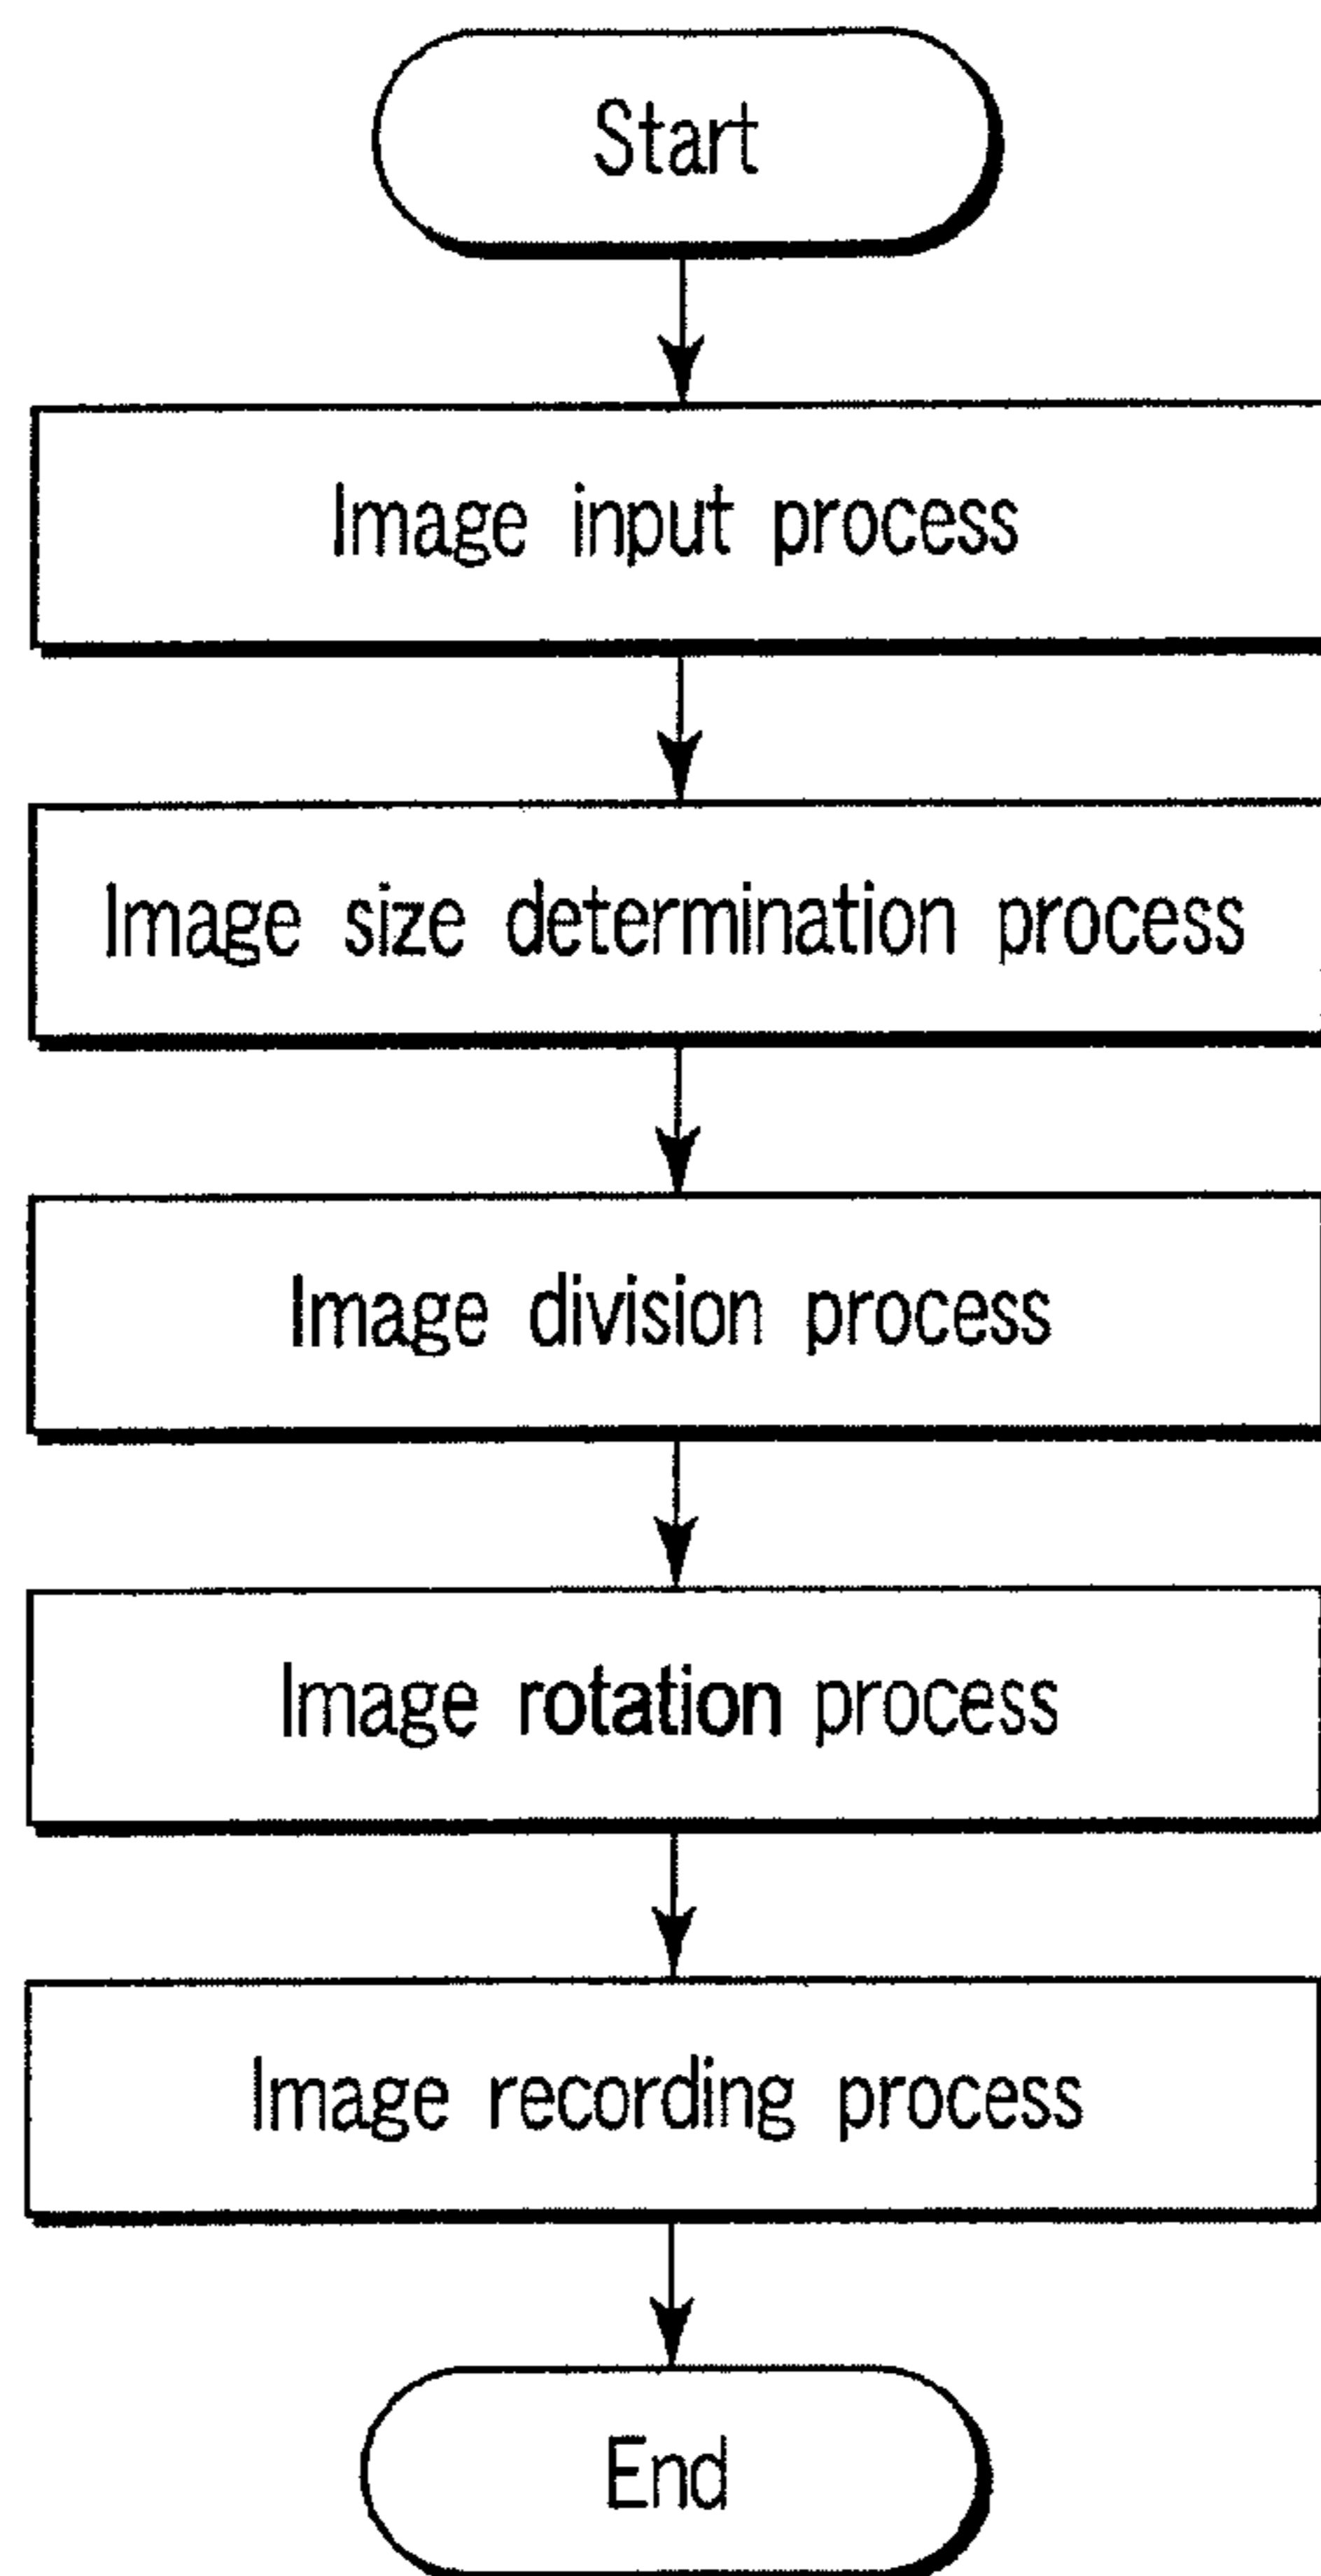 Start
Image input process
Image size determination process
Image division process
Image rotation process
Image recording process
End